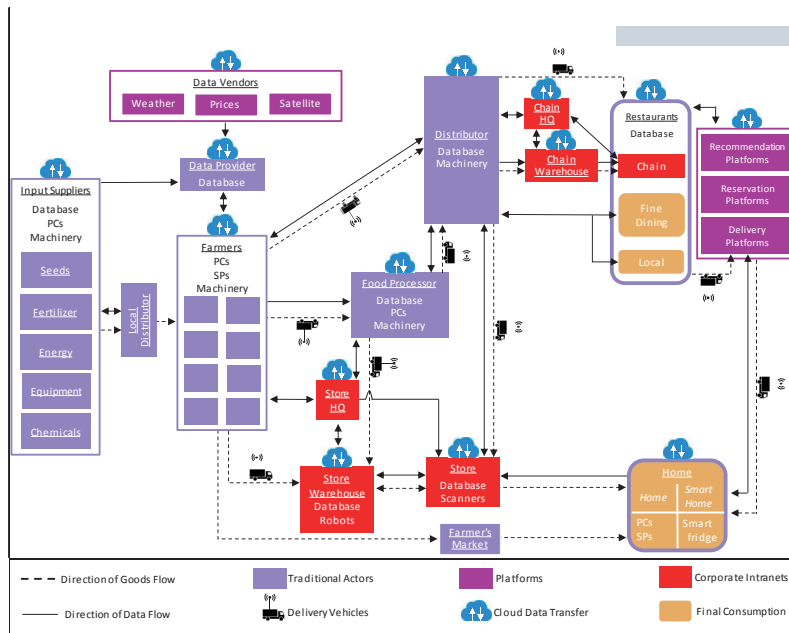 Data Vendors
Weather
Prices
Satellite
Data Provider
Database
Input Suppliers
Database
PCs
Machinery
Seeds
Fertilizer
Energy
Equipment
Chemicals
Local
Distributor
Farmers
PCs
SPs
Machinery
Food Processor
Database
PCs
Machinery
Distributor
Database
Machinery
Chain
HQ
Chain
Warehouse
Restaurants
Database
Chain
Fine
Dining
Local
Recommendation
Platforms
Reservation
Platforms
Delivery
Platforms
Store
HQ
Store
Warehouse
Database
Robots
Store
Database
Scanners
Farmer's
Market
Home
Home
Smart
Home
PCs
SPs
Smart
fridge
Direction of Goods Flow
Traditional Actors
Platforms
Corporate Intranets
Direction of Data Flow
Delivery Vehicles
Cloud Data Transfer
Final Consumption